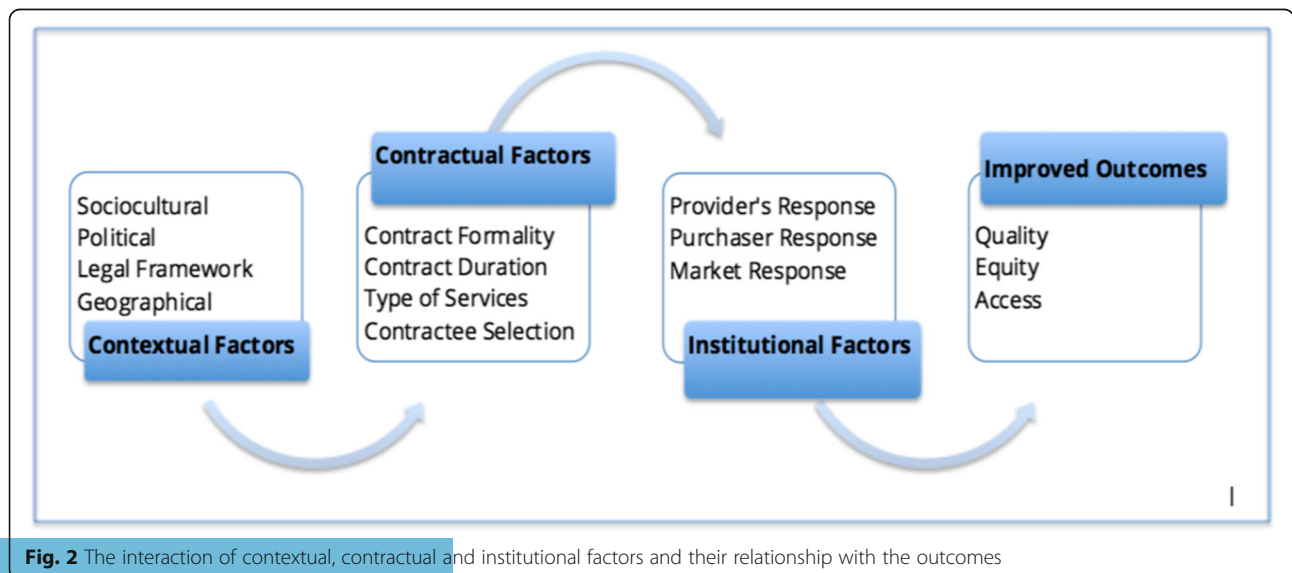 Sociocultural
Political
Legal Framework
Geographical
Contextual Factors
Contractual Factors
Contract Formality
Contract Duration
Type of Services
Contractee Selection
Provider's Response
Purchaser Response
Market Response
Institutional Factors
Improved Outcomes
Quality
Equity
Access
I
Fig. 2 The interaction of contextual, contractual and institutional factors and their relationship with the outcomes